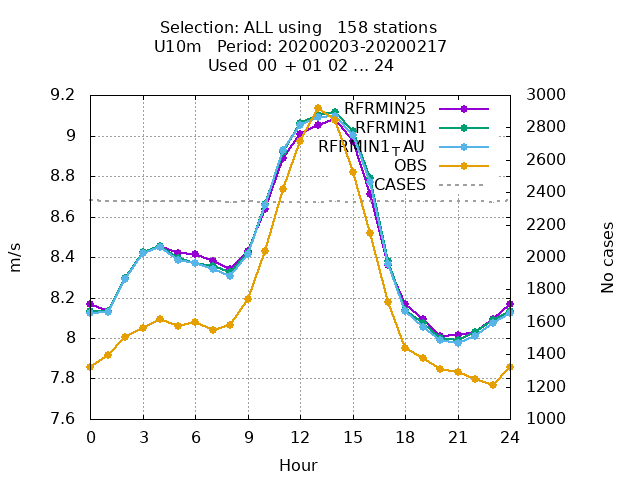 Selection: ALL using   158 stations
U10m   Period: 20200203-20200217
Used  00 + 01 02 ... 24
9.2
9
8.8
8.6
8.4
8.2
8
7.8
7.6
m/s
3000
2800
2600
2400
2200
2000
1800
1600
1400
1200
1000
No cases
RFRMIN25
RFRMIN1
RFRMIN1_TAU
OBS
CASES
0 3 6 9 12 15 18 21 24
Hour